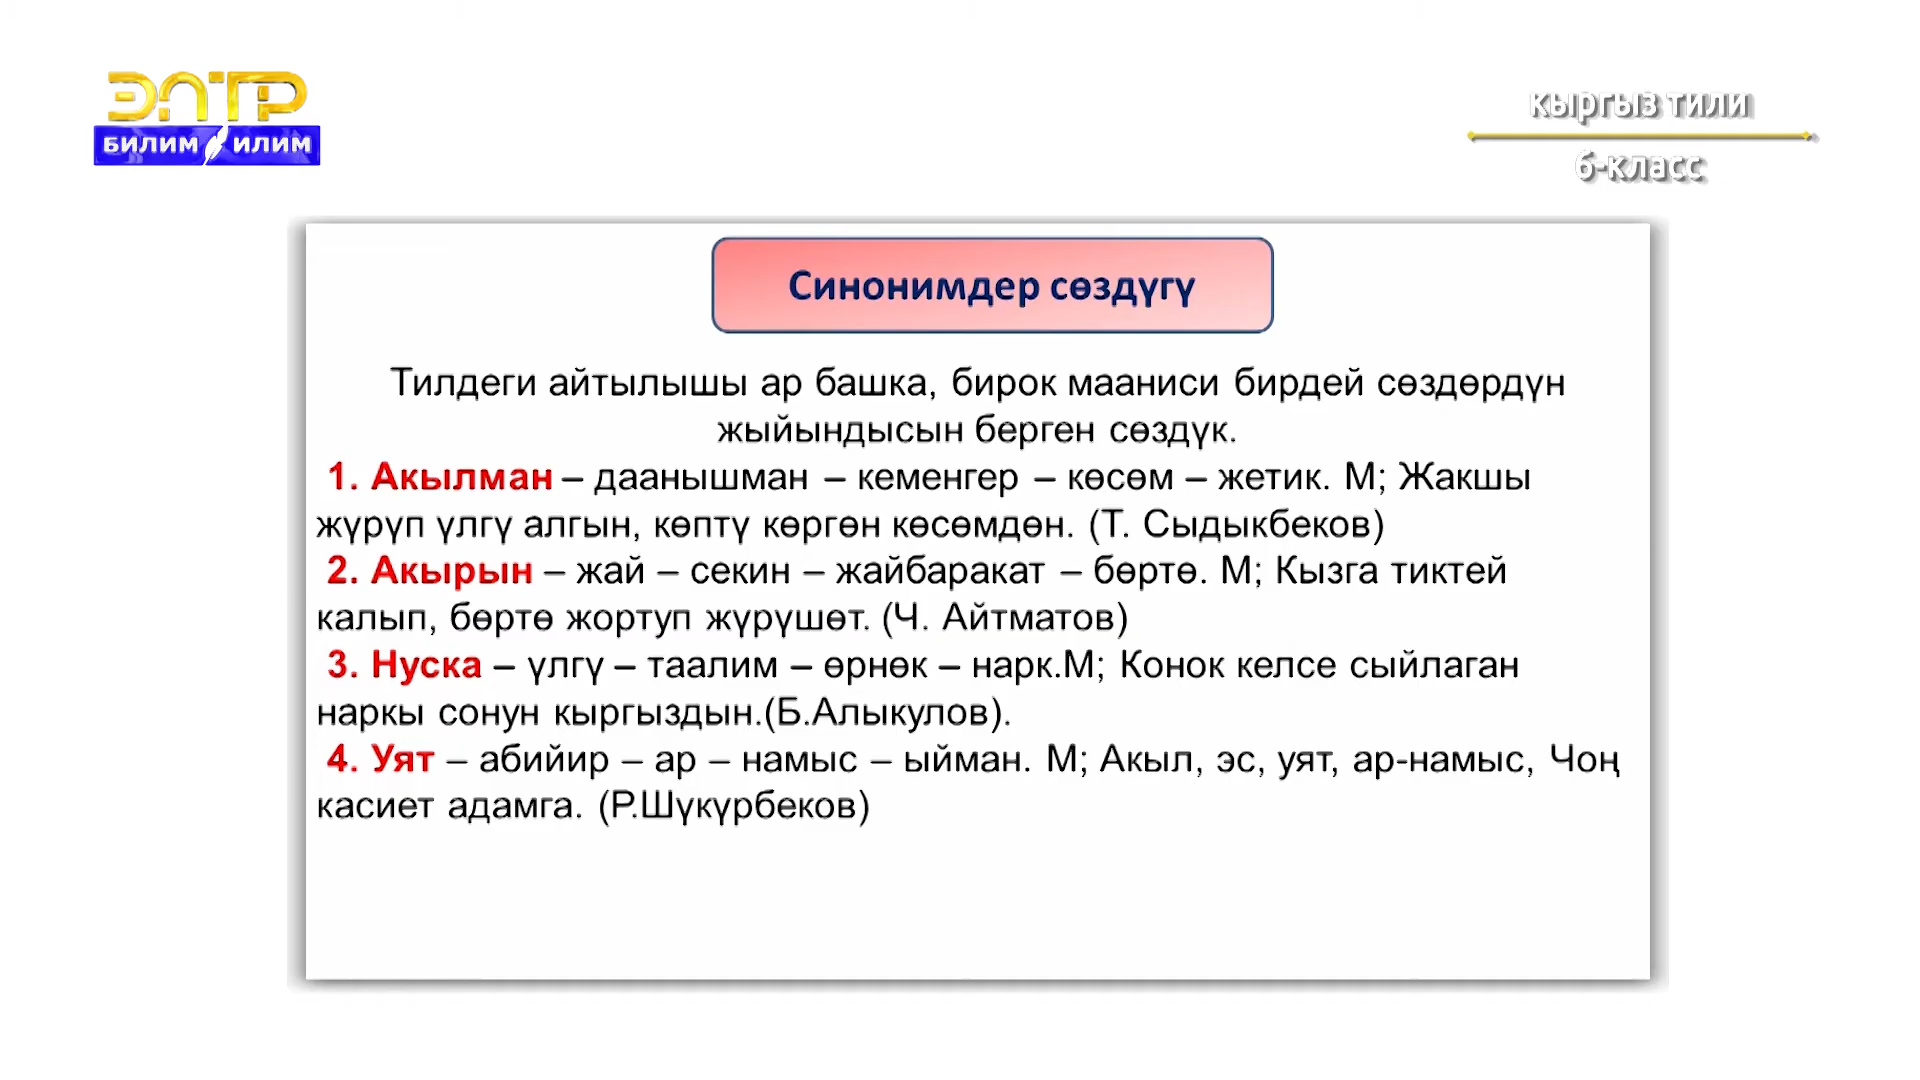 ЭЛТР
БИЛИМ ИЛИМ
кыргыз тили
6-класс
Синонимдер сөздүгү
Тилдеги айтылышы ар башка, бирок мааниси бирдей сөздөрдүн
жыйындысын берген сөздүк.
1. Акылман – даанышман – кеменгер – көсөм – жетик. М; Жакшы
жүрүп үлгү алгын, көптү көргөн көсөмдөн. (Т. Сыдыкбеков)
2. Акырын – жай – секин – жайбаракат – бөртө. М; Кызга тиктей
калып, бөртө жортуп жүрүшөт. (Ч. Айтматов)
3. Нуска – үлгү – таалим – өрнөк – нарк.М; Конок келсе сыйлаган
наркы сонун кыргыздын.(Б.Алыкулов).
4. Уят – абийир – ар – намыс – ыйман. М; Акыл, эс, уят, ар-намыс, Чоң
касиет адамга. (Р.Шүкүрбеков)